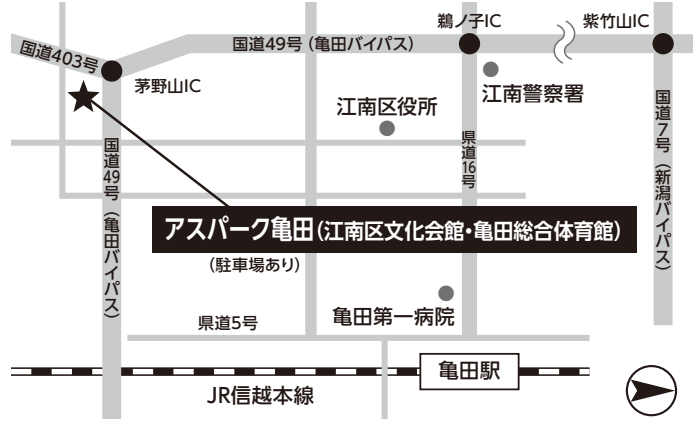 鵜ノ子IC
紫竹山IC
国道403号
国道49号(亀田バイパス)
茅野山IC
江南警察署
江南区役所
国道49号(亀田バイパス)
県道16号
国道7号(新潟バイパス)
アスパーク亀田(江南区文化会館・亀田総合体育館)
(駐車場あり)
亀田第一病院
県道5号
亀田駅
JR信越本線